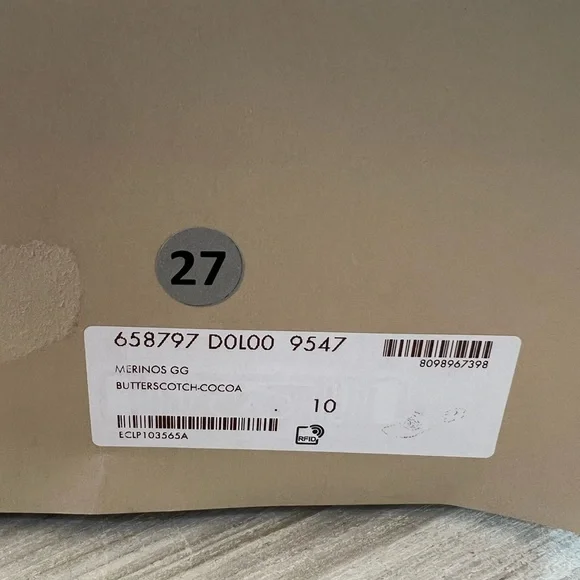 27
658797 D0L00 9547
8098967398
MERINOS GG
BUTTERSCOTCH-COCOA
10
ECLP103565A
RFID